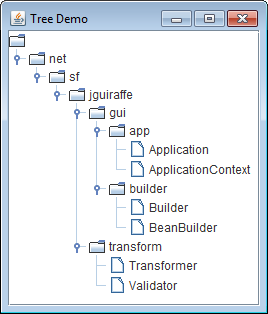 Tree Demo
net
sf
jguiraffe
gui
app
Application
ApplicationContext
builder
Builder
BeanBuilder
transform
Transformer
Validator